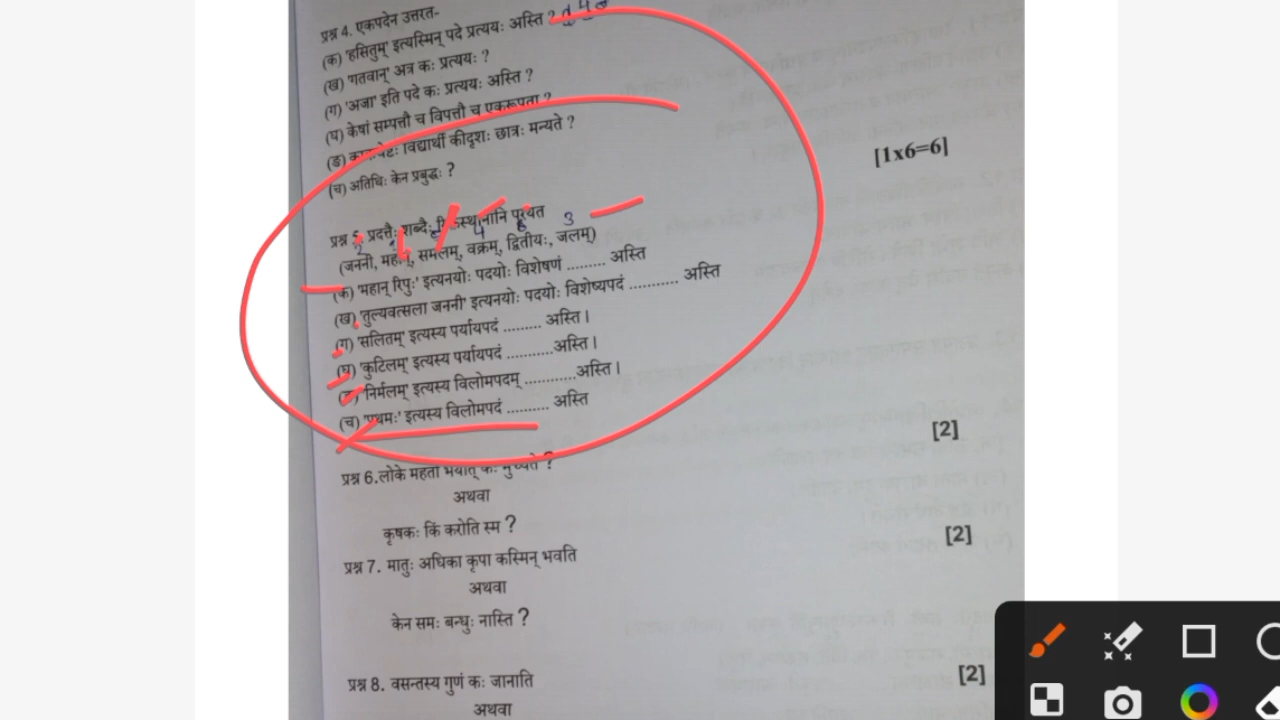 प्रश्न 4. एकपदेन उत्तरत-
(क) 'हसितुम्' इत्यस्मिन् पदे प्रत्ययः अस्ति ?
(ख) 'गतवान्' अत्र कः प्रत्ययः ?
(ग) 'अजा' इति पदे कः प्रत्ययः अस्ति ?
(घ) केषां सम्पत्तौ च विपत्तौ च एकरूपता ?
(ङ) विद्यार्थी कीदृशः छात्रः मन्यते ?
(च) अतिथिः केन प्रबुद्धः ?
[1x6=6]
प्रश्न 5. प्रदत्तैः शब्दैः पूरयत
2 4 6 3
(जननी, महान्, समलम्, वक्रम्, द्वितीयः, जलम्)
(क) 'महान् रिपुः' इत्यनयोः पदयोः विशेषणं ......... अस्ति
(ख) 'तुल्यवत्सला जननी' इत्यनयोः पदयोः विशेष्यपदं ........... अस्ति
(ग) 'सलितम्' इत्यस्य पर्यायपदं ......... अस्ति।
(घ) 'कुटिलम्' इत्यस्य पर्यायपदं ...........अस्ति।
'निर्मलम्' इत्यस्य विलोमपदम् ............अस्ति।
(च) 'प्रथमः' इत्यस्य विलोमपदं .......... अस्ति
[2]
प्रश्न 6.लोके महतो भयात् कः मुच्यते ?
अथवा
कृषकः किं करोति स्म ?
[2]
प्रश्न 7. मातुः अधिका कृपा कस्मिन् भवति
अथवा
केन समः बन्धुः नास्ति ?
[2]
प्रश्न 8. वसन्तस्य गुणं कः जानाति
अथवा